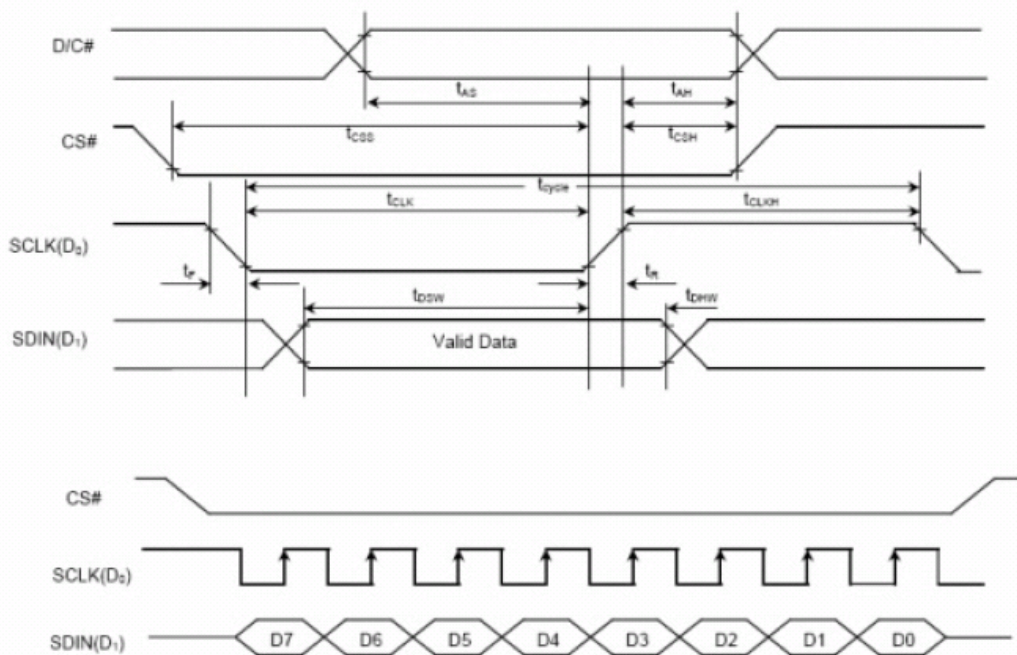 D/C#
tAS tAH
CS#
tCSS tCSH
tcycle
tCLK tCLKH
SCLK(D0)
tF tR
tDSW tDHW
SDIN(D1)
Valid Data
CS#
SCLK(D0)
SDIN(D1) D7 D6 D5 D4 D3 D2 D1 D0